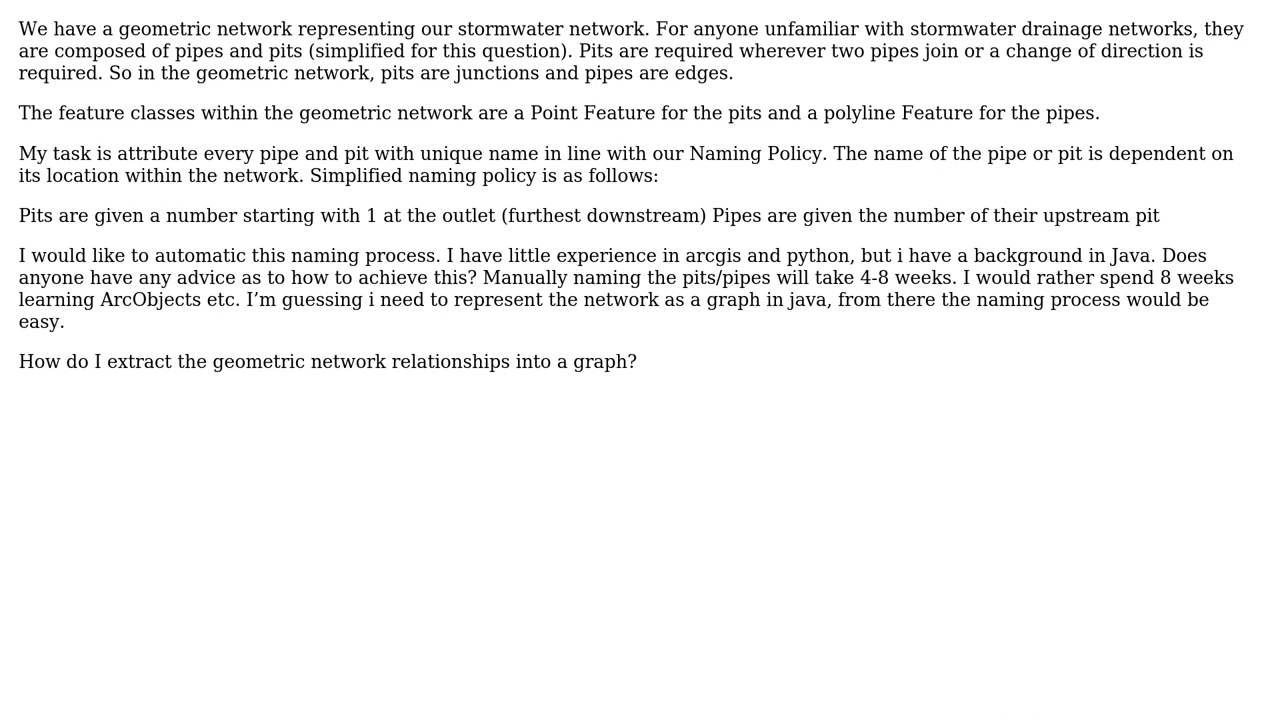 We have a geometric network representing our stormwater network. For anyone unfamiliar with stormwater drainage networks, they
are composed of pipes and pits (simplified for this question). Pits are required wherever two pipes join or a change of direction is
required. So in the geometric network, pits are junctions and pipes are edges.
The feature classes within the geometric network are a Point Feature for the pits and a polyline Feature for the pipes.
My task is attribute every pipe and pit with unique name in line with our Naming Policy. The name of the pipe or pit is dependent on
its location within the network. Simplified naming policy is as follows:
Pits are given a number starting with 1 at the outlet (furthest downstream) Pipes are given the number of their upstream pit
I would like to automatic this naming process. I have little experience in arcgis and python, but i have a background in Java. Does
anyone have any advice as to how to achieve this? Manually naming the pits/pipes will take 4-8 weeks. I would rather spend 8 weeks
learning ArcObjects etc. I’m guessing i need to represent the network as a graph in java, from there the naming process would be
easy.
How do I extract the geometric network relationships into a graph?